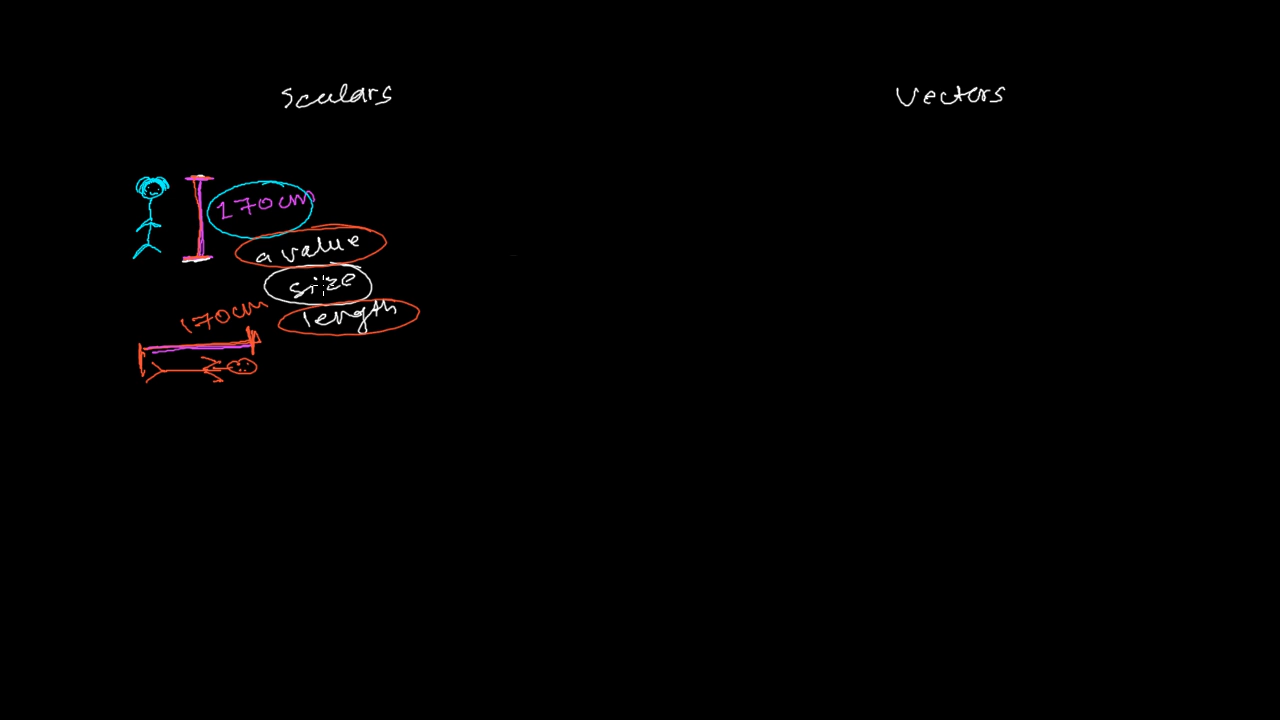 Scalars
Vectors
170cm
a value
size
length
170cm